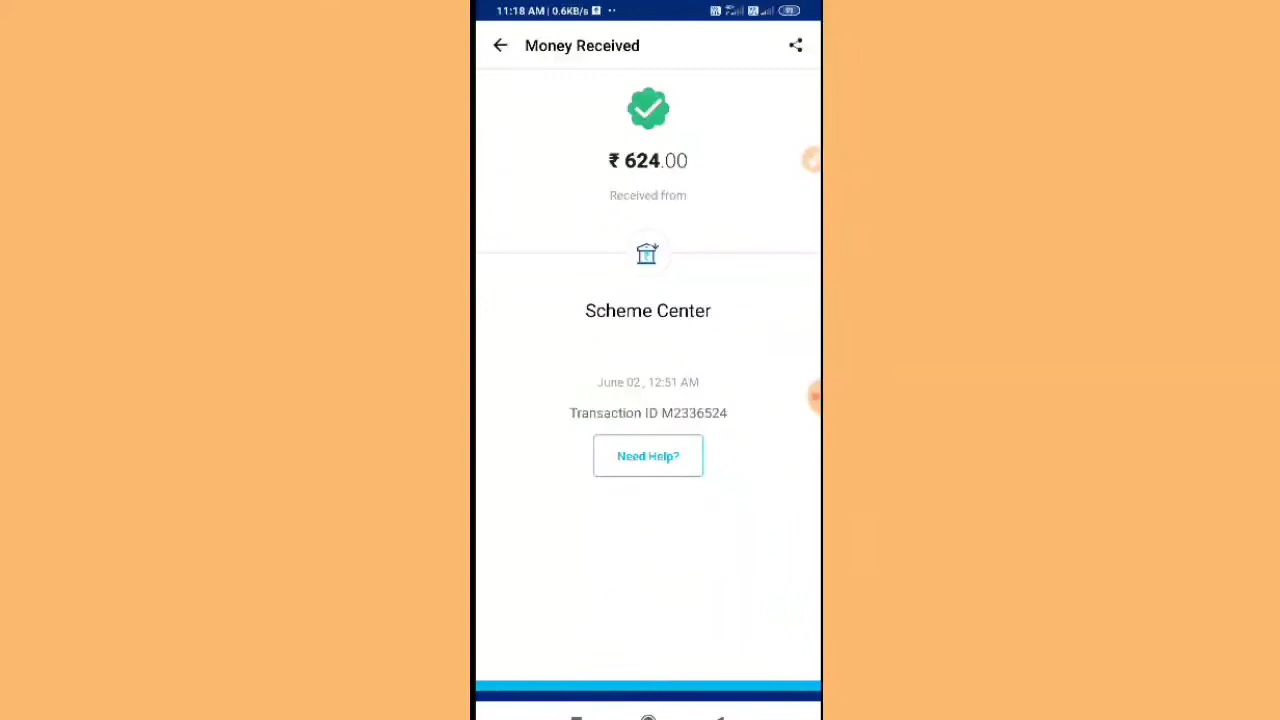 11:18 AM | 0.6KB/s
Money Received
₹ 624.00
Received from
Scheme Center
June 02 , 12:51 AM
Transaction ID M2336524
Need Help?